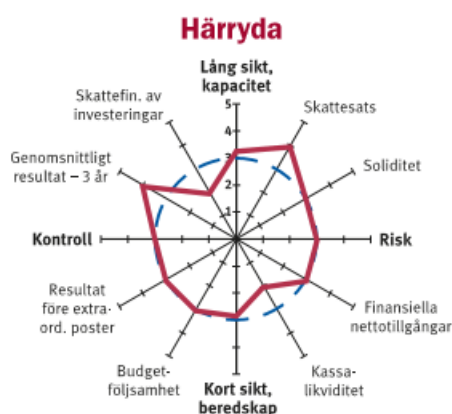 Härryda
Lång sikt,
kapacitet
Skattefin. av
investeringar
Skattesats
5
4
Genomsnittligt
resultat – 3 år
Soliditet
2
1
Kontroll
Risk
Resultat
före extra-
ord. poster
Finansiella
nettotillgångar
Budget-
följsamhet
Kassa-
likviditet
Kort sikt,
beredskap